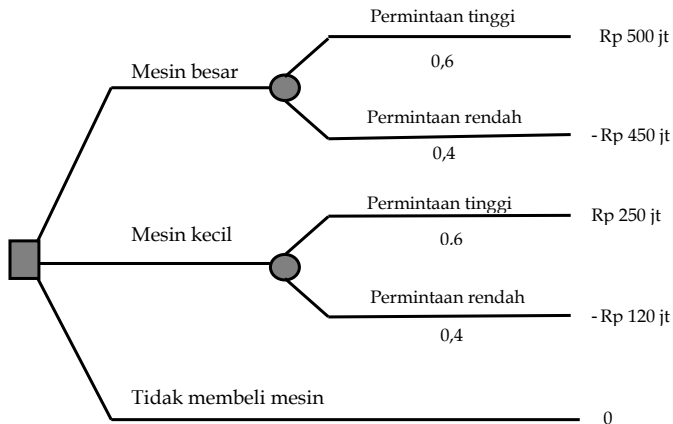 Permintaan tinggi
Rp 500 jt
0,6
Mesin besar
Permintaan rendah
- Rp 450 jt
0,4
Permintaan tinggi
Rp 250 jt
Mesin kecil
0.6
Permintaan rendah
- Rp 120 jt
0,4
Tidak membeli mesin
0